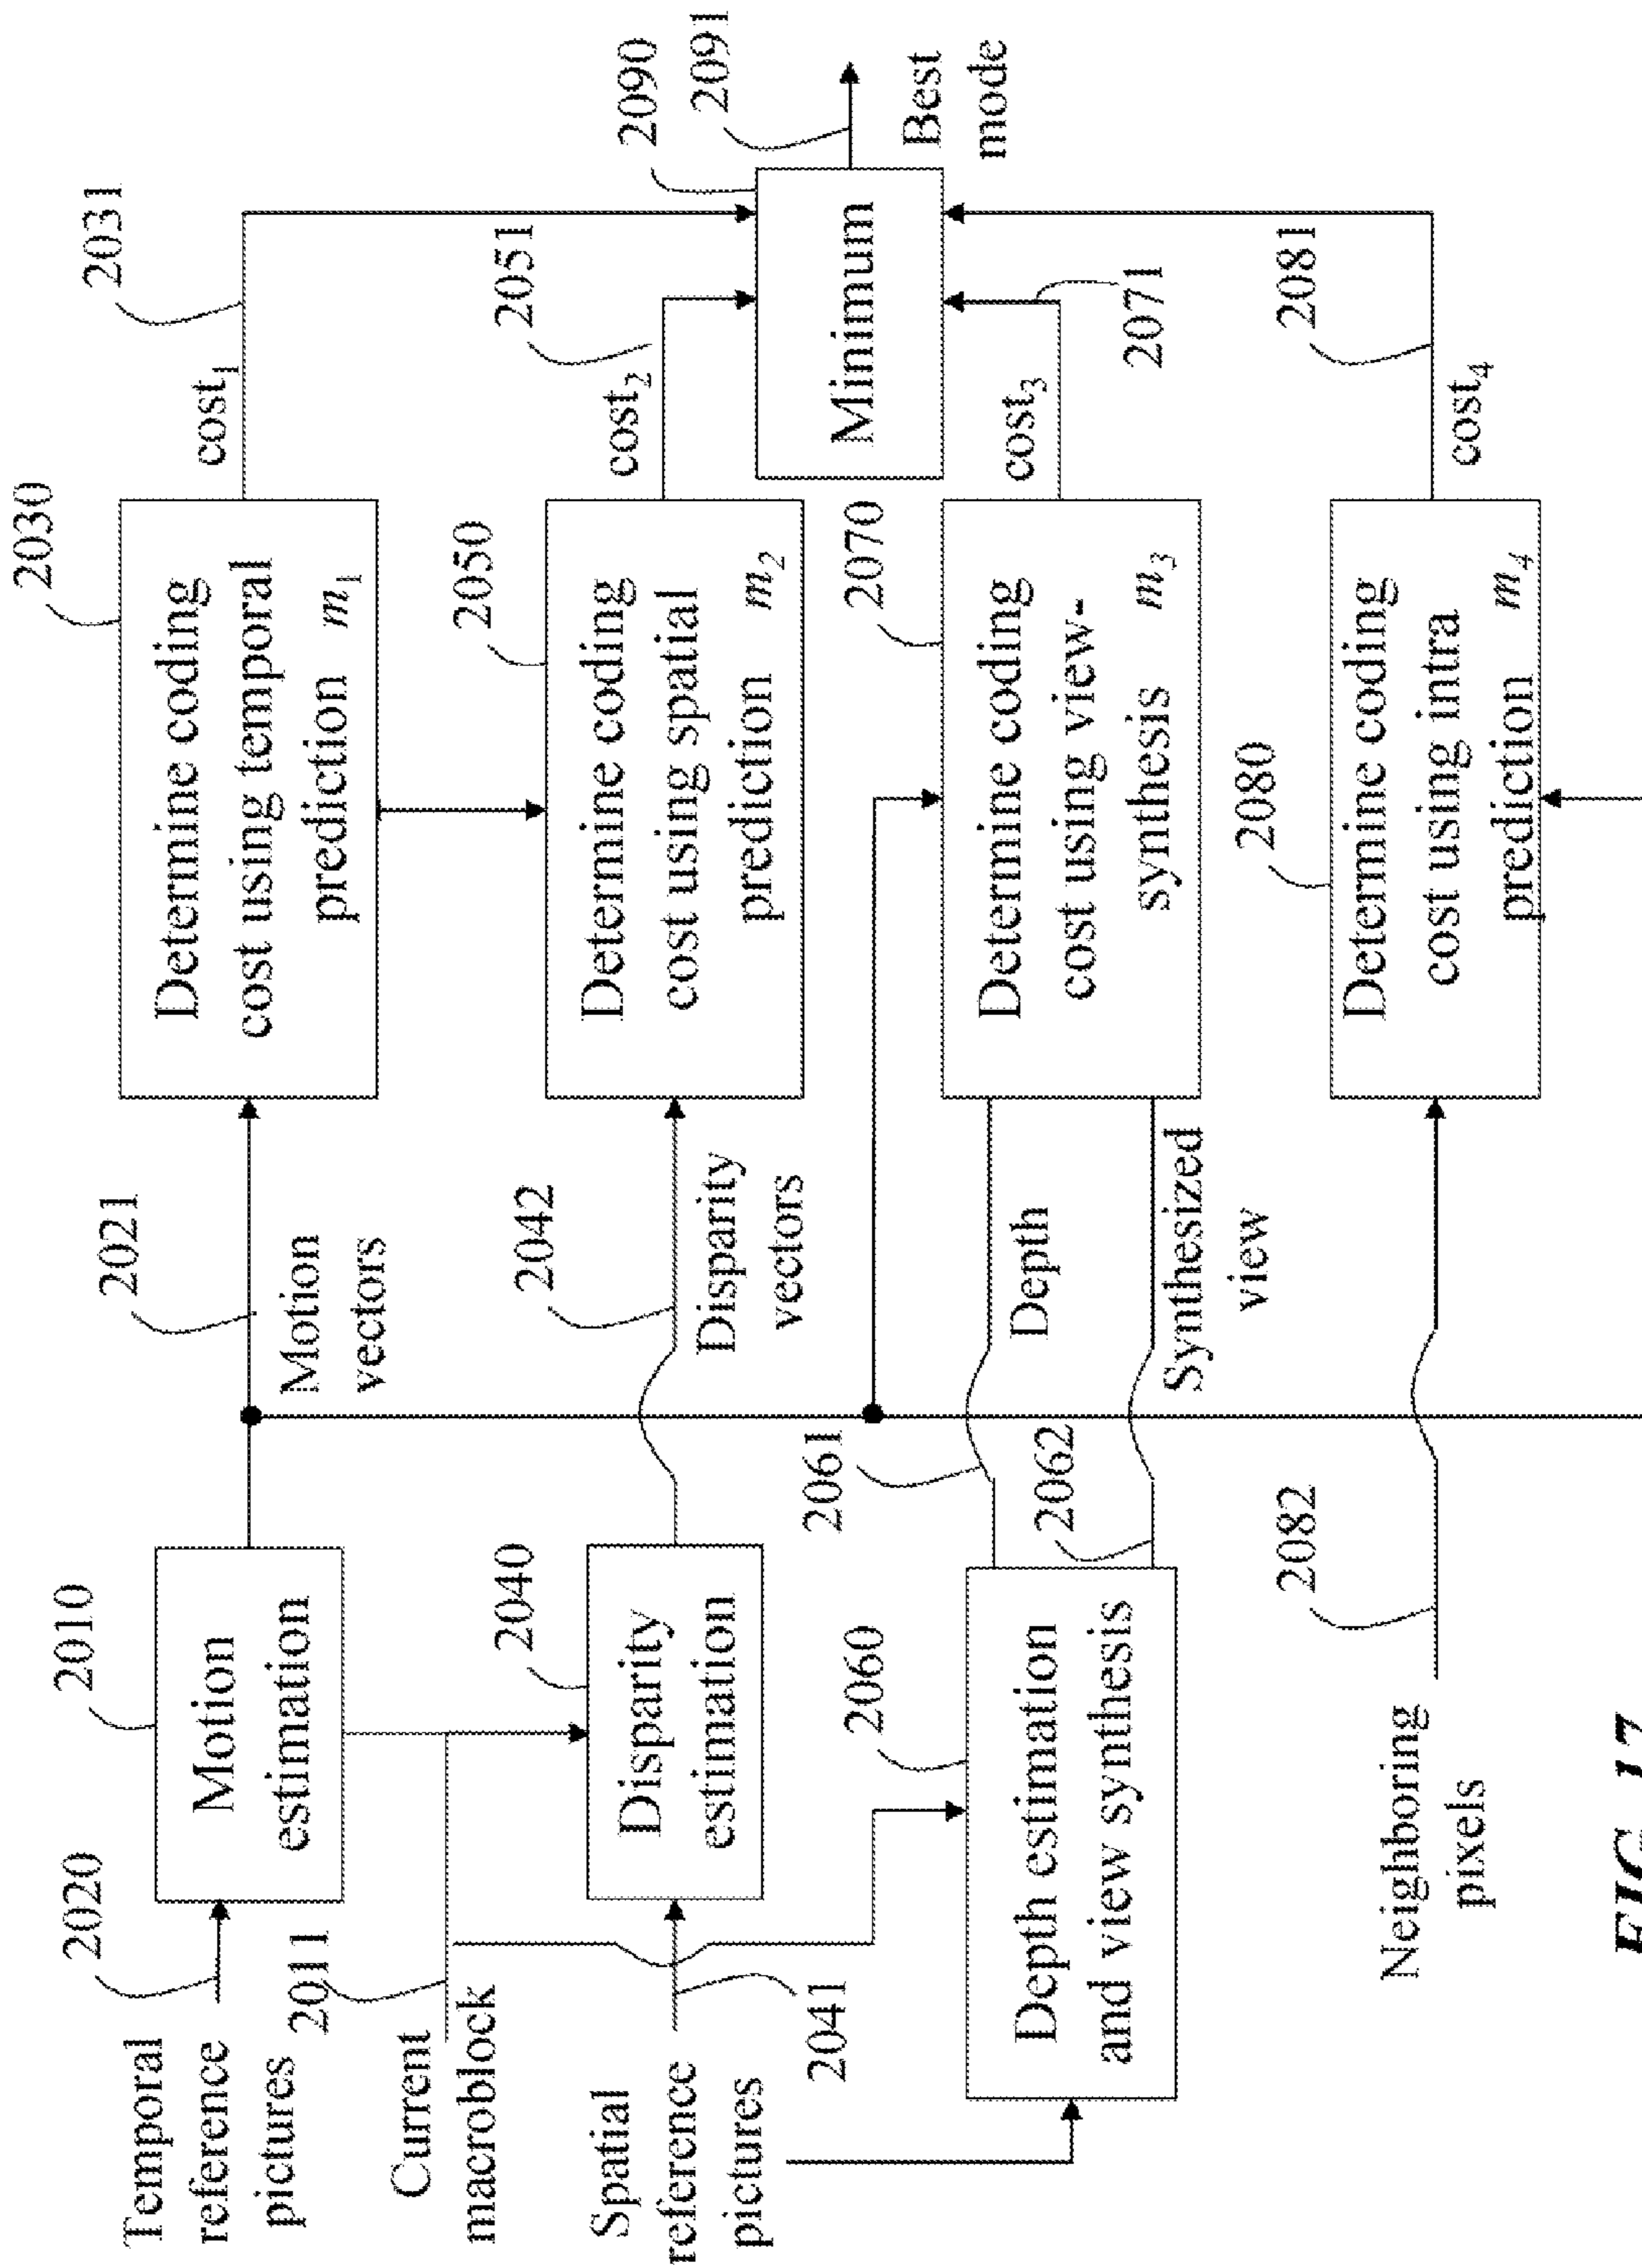 2020
Temporal
reference
pictures
2010
Motion
estimation
2021
Motion
vectors
2030
Determine coding
cost using temporal
prediction m₁
cost₁
2031
2011
Current
macroblock
Spatial
reference
pictures
2041
2040
Disparity
estimation
2042
Disparity
vectors
2050
Determine coding
cost using spatial
prediction m₂
cost₂
2051
Minimum
2090
2091
Best
mode
2060
Depth estimation
and view synthesis
2061
Depth
2062
Synthesized
view
2070
Determine coding
cost using view-
synthesis m₃
cost₃
2071
2082
Neighboring
pixels
2080
Determine coding
cost using intra
prediction m₄
cost₄
2081
FIG. 17